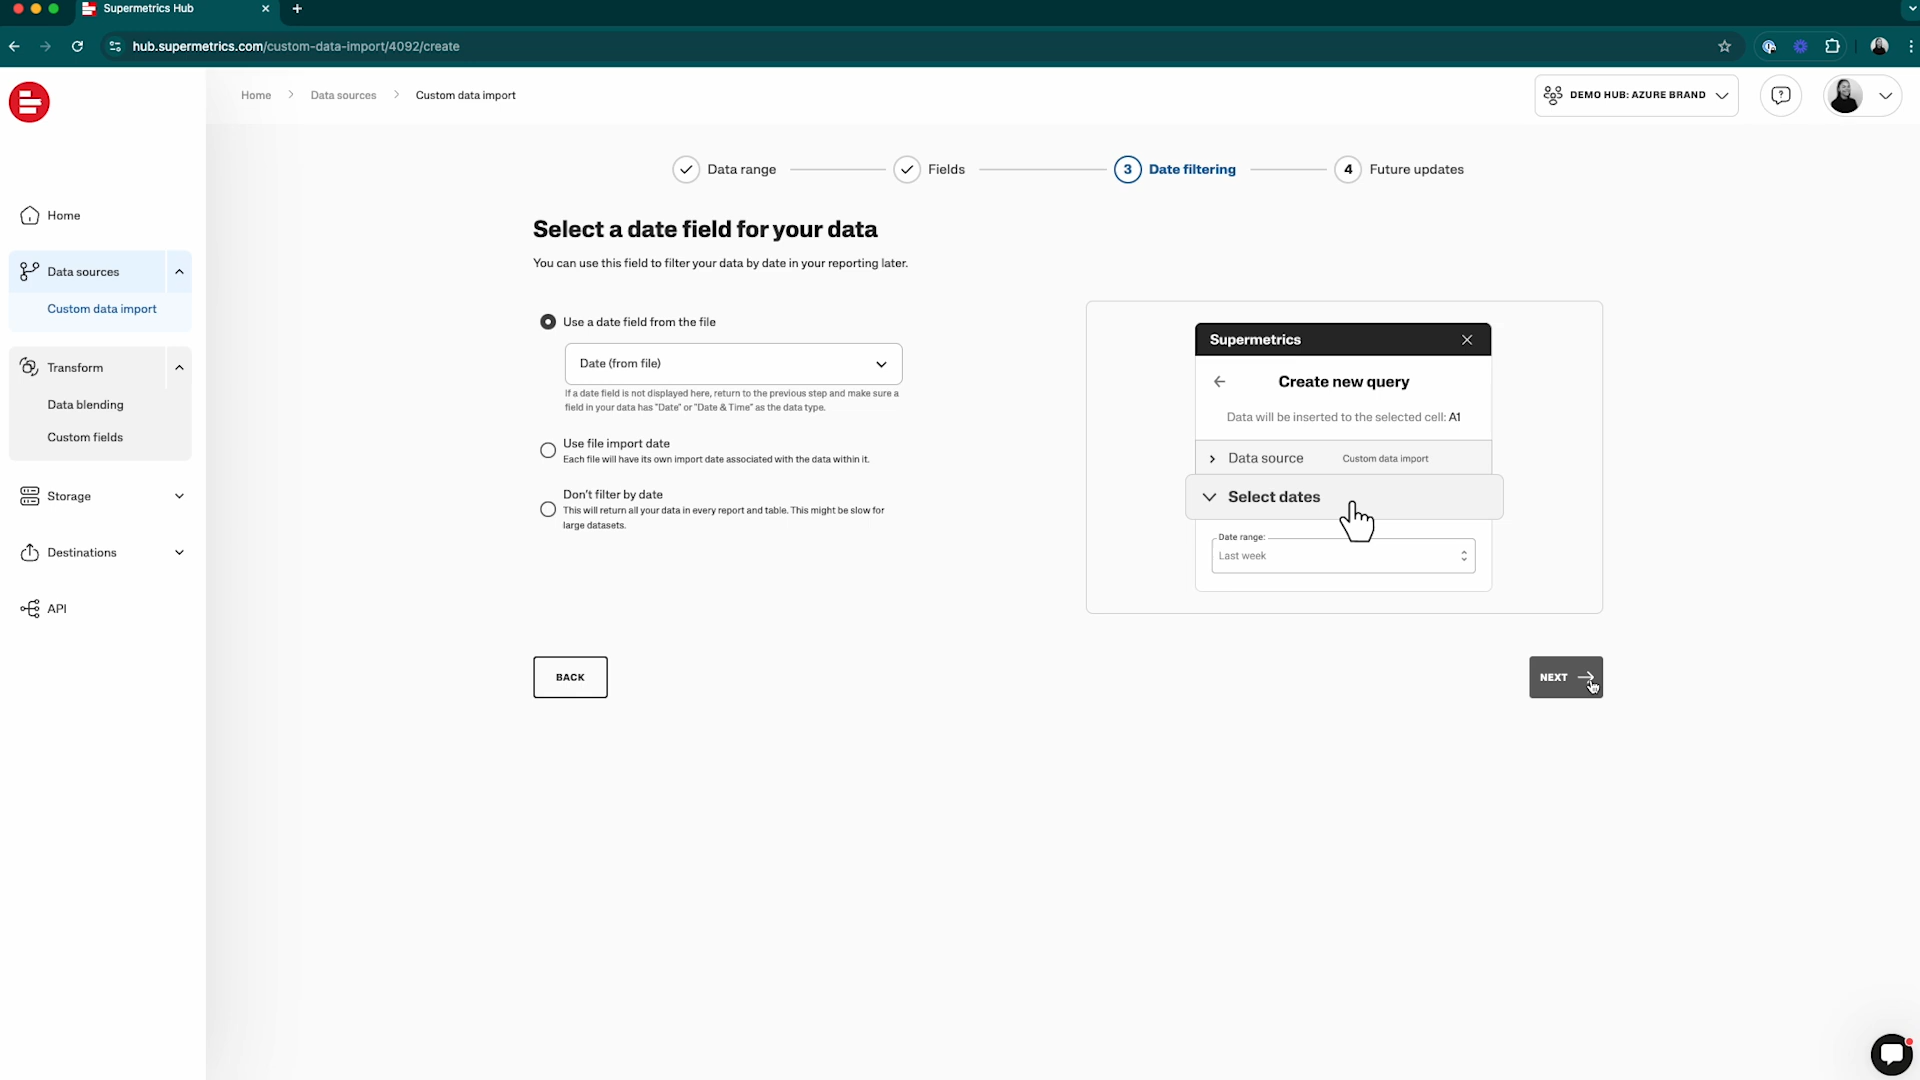 Supermetrics Hub
hub.supermetrics.com/custom-data-import/4092/create
Home
Data sources
Custom data import
DEMO HUB: AZURE BRAND
Data range
Fields
3
Date filtering
4
Future updates
Home
Data sources
Custom data import
Transform
Data blending
Custom fields
Storage
Destinations
API
Select a date field for your data
You can use this field to filter your data by date in your reporting later.
Use a date field from the file
Date (from file)
If a date field is not displayed here, return to the previous step and make sure a
field in your data has "Date" or "Date & Time" as the data type.
Use file import date
Each file will have its own import date associated with the data within it.
Don't filter by date
This will return all your data in every report and table. This might be slow for
large datasets.
Supermetrics
Create new query
Data will be inserted to the selected cell: A1
Data source
Custom data import
Select dates
Date range:
Last week
BACK
NEXT